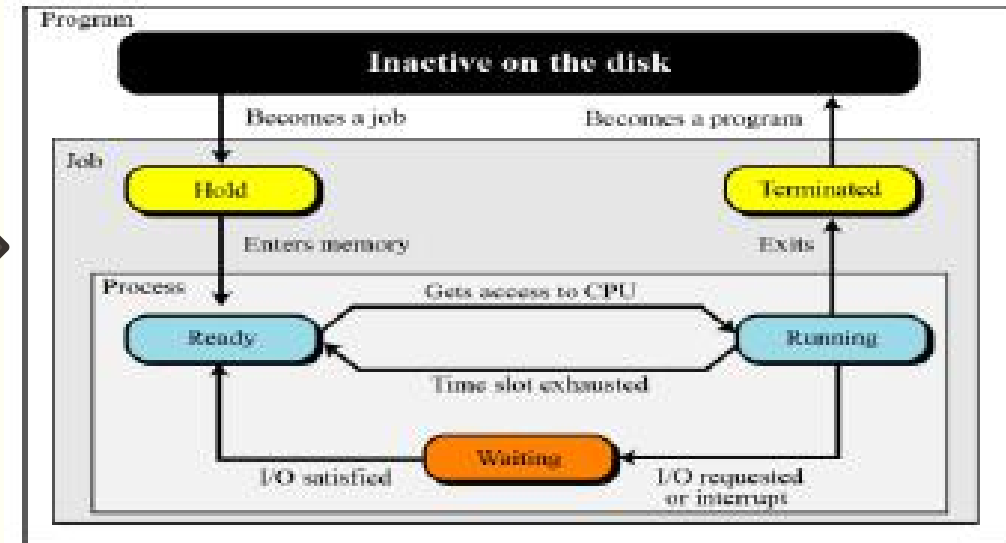 Program
Inactive on the disk
Becomes a job
Becomes a program
Job
Hold
Terminated
Enters memory
Exits
Process
Gets access to CPU
Ready
Running
Time slot exhausted
Waiting
I/O satisfied
I/O requested
or interrupt